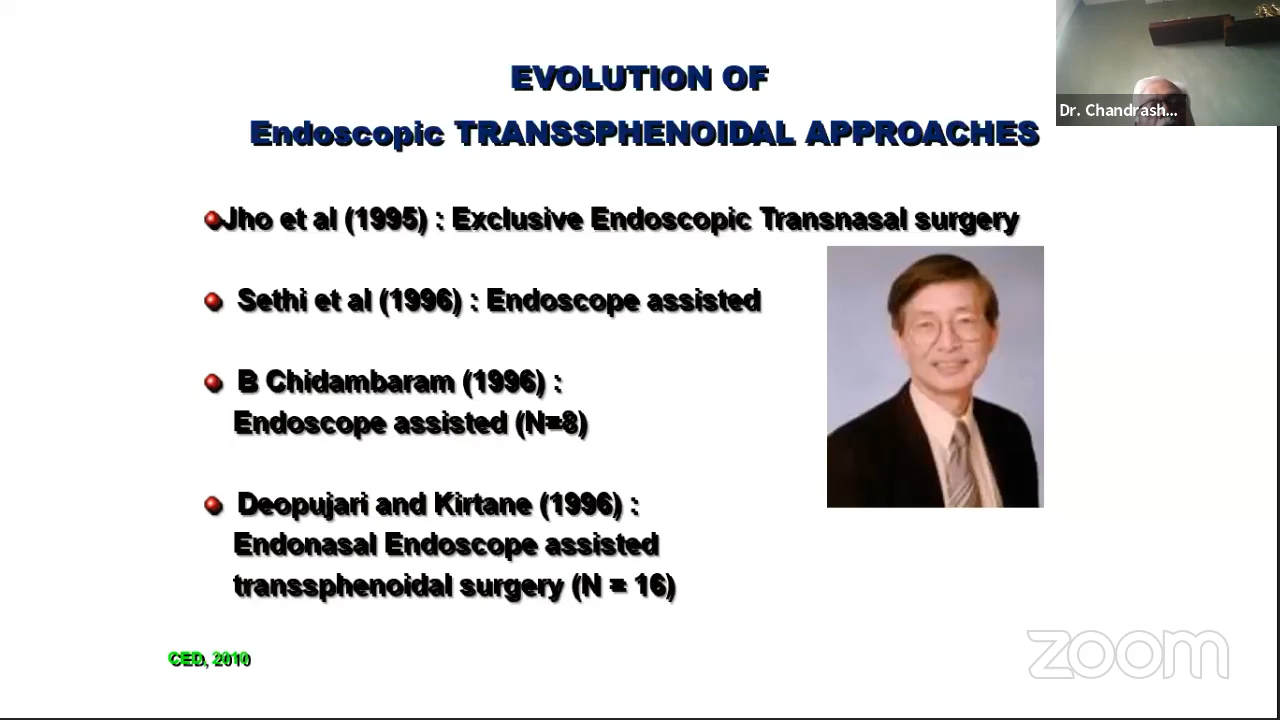 EVOLUTION OF
Endoscopic TRANSSPHENOIDAL APPROACHES
Dr. Chandrash...
Jho et al (1995) : Exclusive Endoscopic Transnasal surgery
Sethi et al (1996) : Endoscope assisted
B Chidambaram (1996) :
Endoscope assisted (N=8)
Deopujari and Kirtane (1996) :
Endonasal Endoscope assisted
transsphenoidal surgery (N = 16)
CED, 2010
zoom